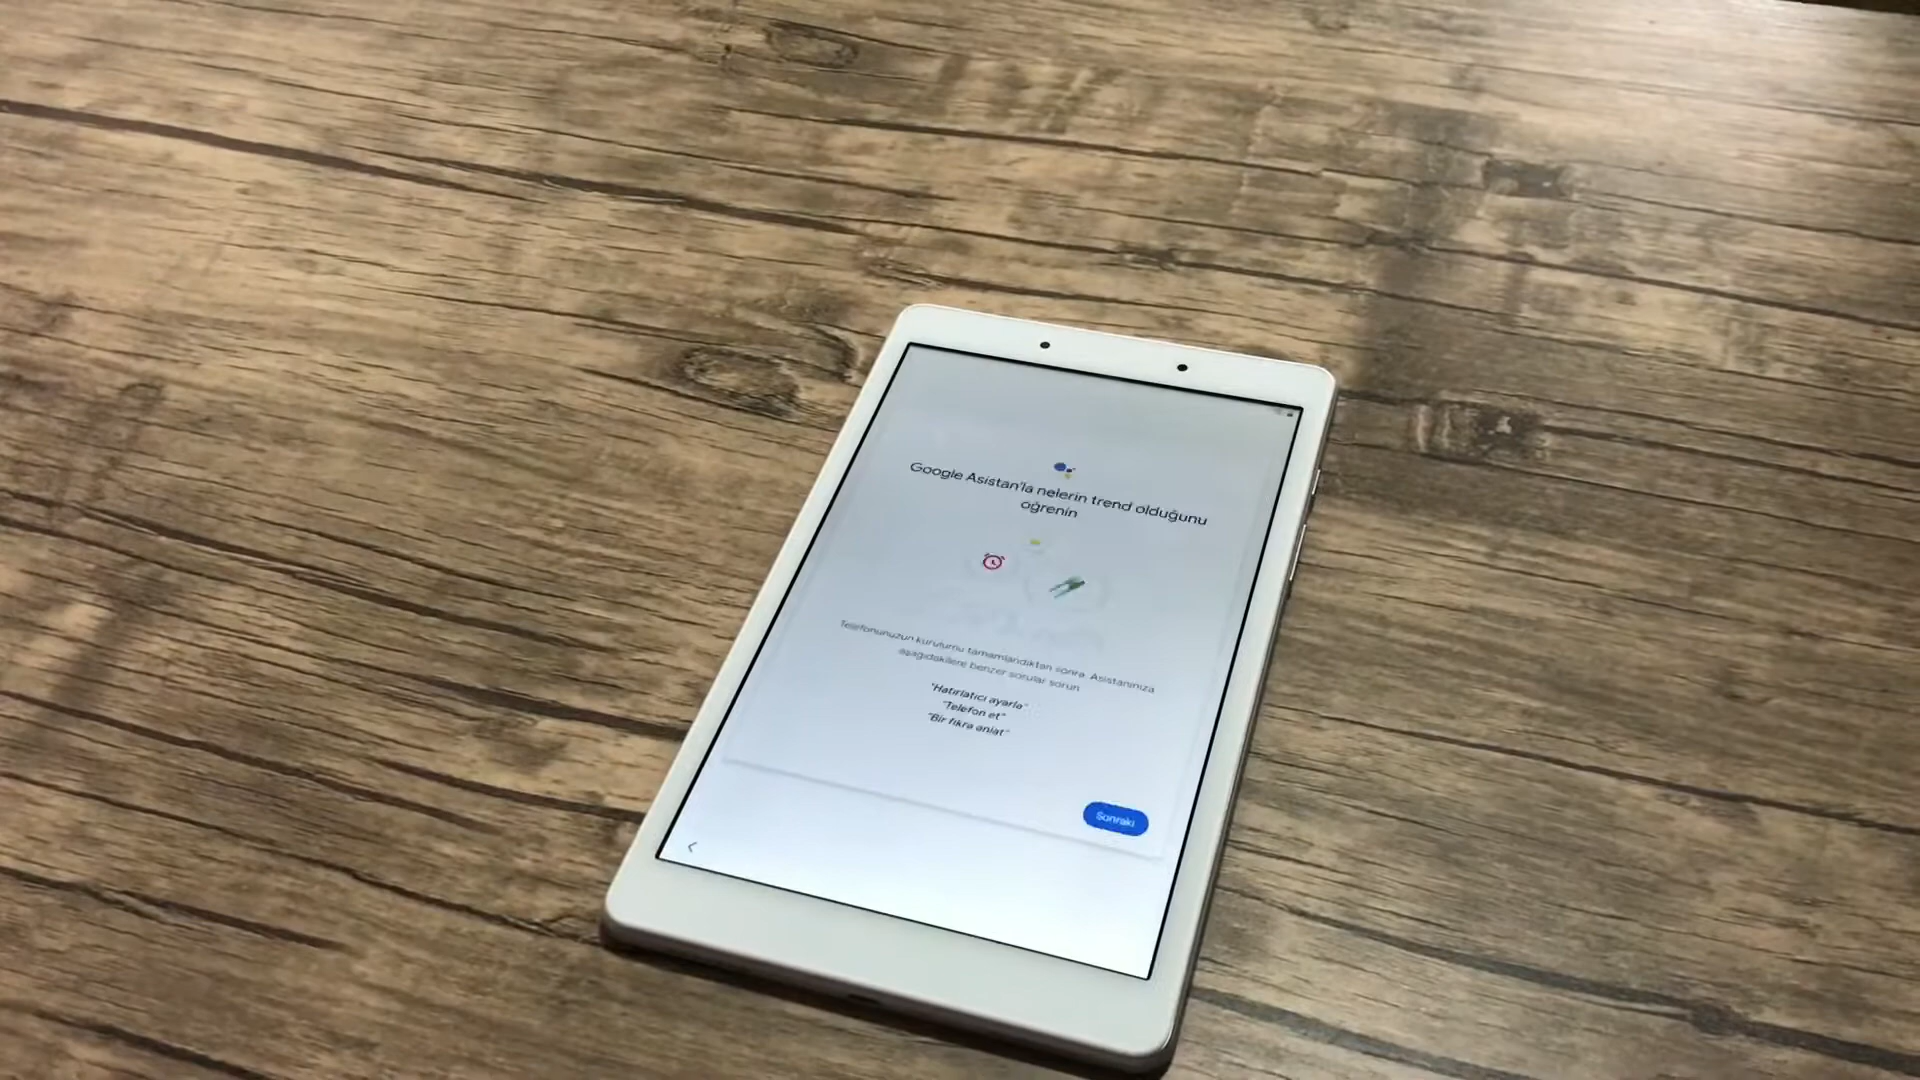 Google Asistan'la nelerin trend olduğunu
öğrenin
Telefonunuzun kurulumu tamamlandıktan sonra, Asistanınıza
aşağıdakilere benzer sorular sorun
"Hatırlatıcı ayarla"
"Telefon et"
"Bir fıkra anlat"
Sonraki